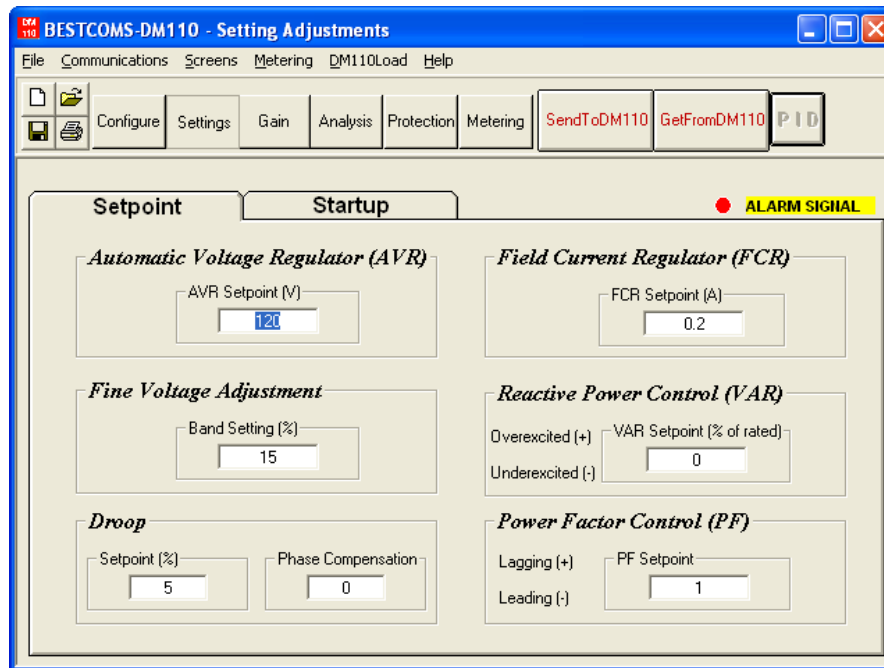 DM 110 BESTCOMS-DM110 - Setting Adjustments
File Communications Screens Metering DM110Load Help
Configure Settings Gain Analysis Protection Metering SendToDM110 GetFromDM110 PID
Setpoint Startup ALARM SIGNAL
Automatic Voltage Regulator (AVR)
AVR Setpoint (V)
120
Field Current Regulator (FCR)
FCR Setpoint (A)
0.2
Fine Voltage Adjustment
Band Setting (%)
15
Reactive Power Control (VAR)
Overexcited (+)
Underexcited (-)
VAR Setpoint (% of rated)
0
Droop
Setpoint (%)
5
Phase Compensation
0
Power Factor Control (PF)
Lagging (+)
Leading (-)
PF Setpoint
1